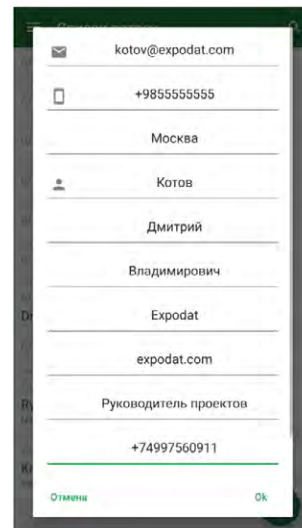 kotov@expodat.com
+9855555555
Москва
Котов
Дмитрий
Владимирович
Expodat
expodat.com
Руководитель проектов
+74997560911
Отмена Ok